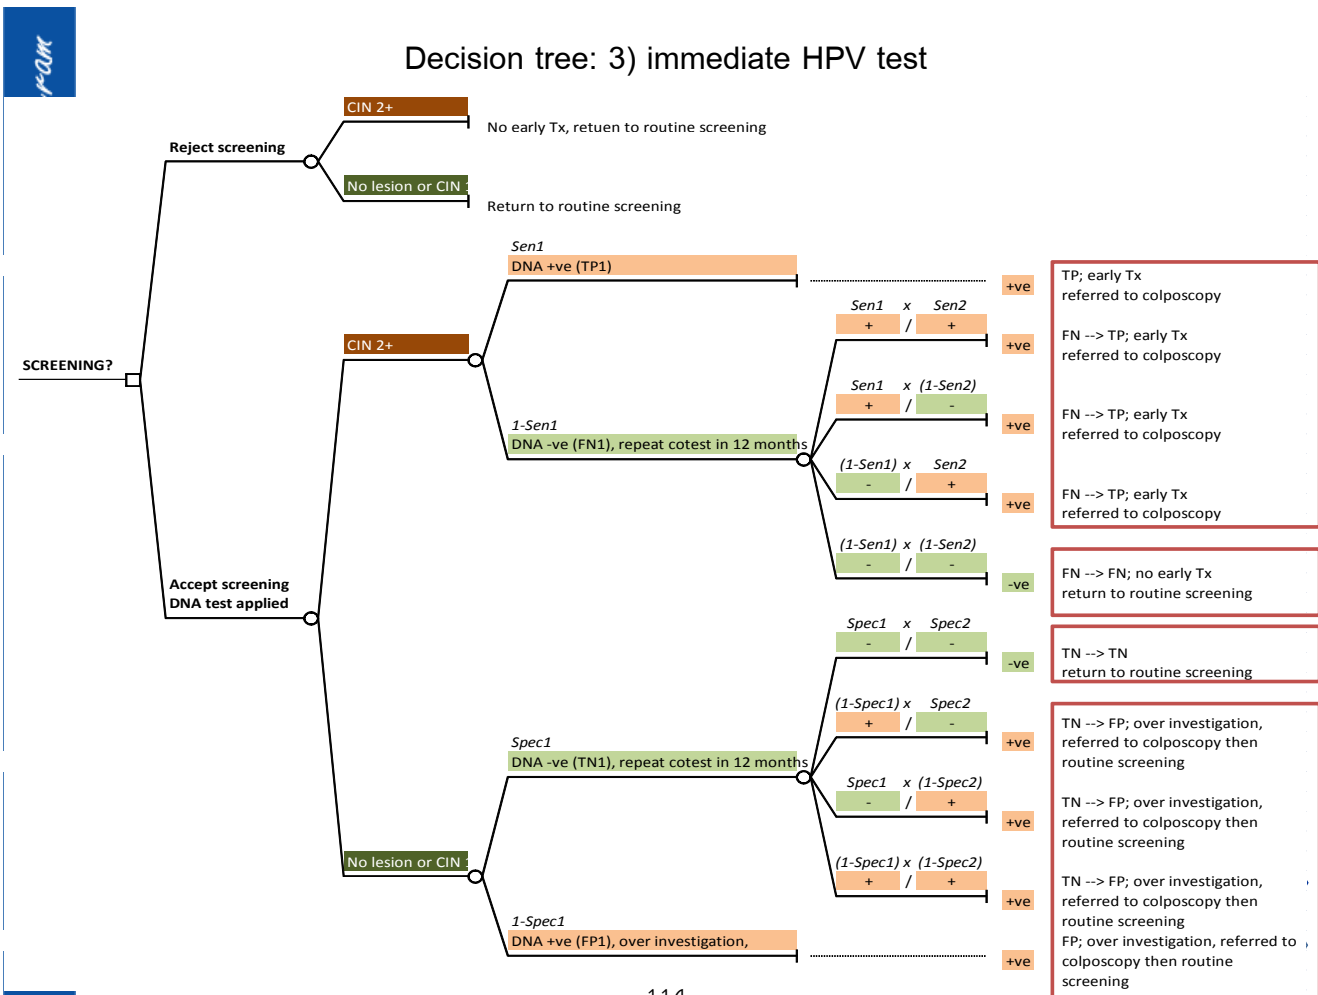 ram
Decision tree: 3) immediate HPV test
CIN 2+
No early Tx, retuen to routine screening
Reject screening
No lesion or CIN
Return to routine screening
Sen1
DNA +ve (TP1)
+ve
TP; early Tx
referred to colposcopy
Sen1 x Sen2
+ / +
+ve
FN --> TP; early Tx
referred to colposcopy
CIN 2+
SCREENING?
Sen1 x (1-Sen2)
+ / -
+ve
FN --> TP; early Tx
referred to colposcopy
1-Sen1
DNA -ve (FN1), repeat cotest in 12 months
(1-Sen1) x Sen2
- / +
+ve
FN --> TP; early Tx
referred to colposcopy
(1-Sen1) x (1-Sen2)
- / -
-ve
FN --> FN; no early Tx
return to routine screening
Accept screening
DNA test applied
Spec1 x Spec2
- / -
-ve
TN --> TN
return to routine screening
(1-Spec1) x Spec2
+ / -
+ve
TN --> FP; over investigation,
referred to colposcopy then
routine screening
Spec1
DNA -ve (TN1), repeat cotest in 12 months
Spec1 x (1-Spec2)
- / +
+ve
TN --> FP; over investigation,
referred to colposcopy then
routine screening
No lesion or CIN
(1-Spec1) x (1-Spec2)
+ / +
+ve
TN --> FP; over investigation,
referred to colposcopy then
routine screening
1-Spec1
DNA +ve (FP1), over investigation,
+ve
FP; over investigation, referred to
colposcopy then routine
screening
114